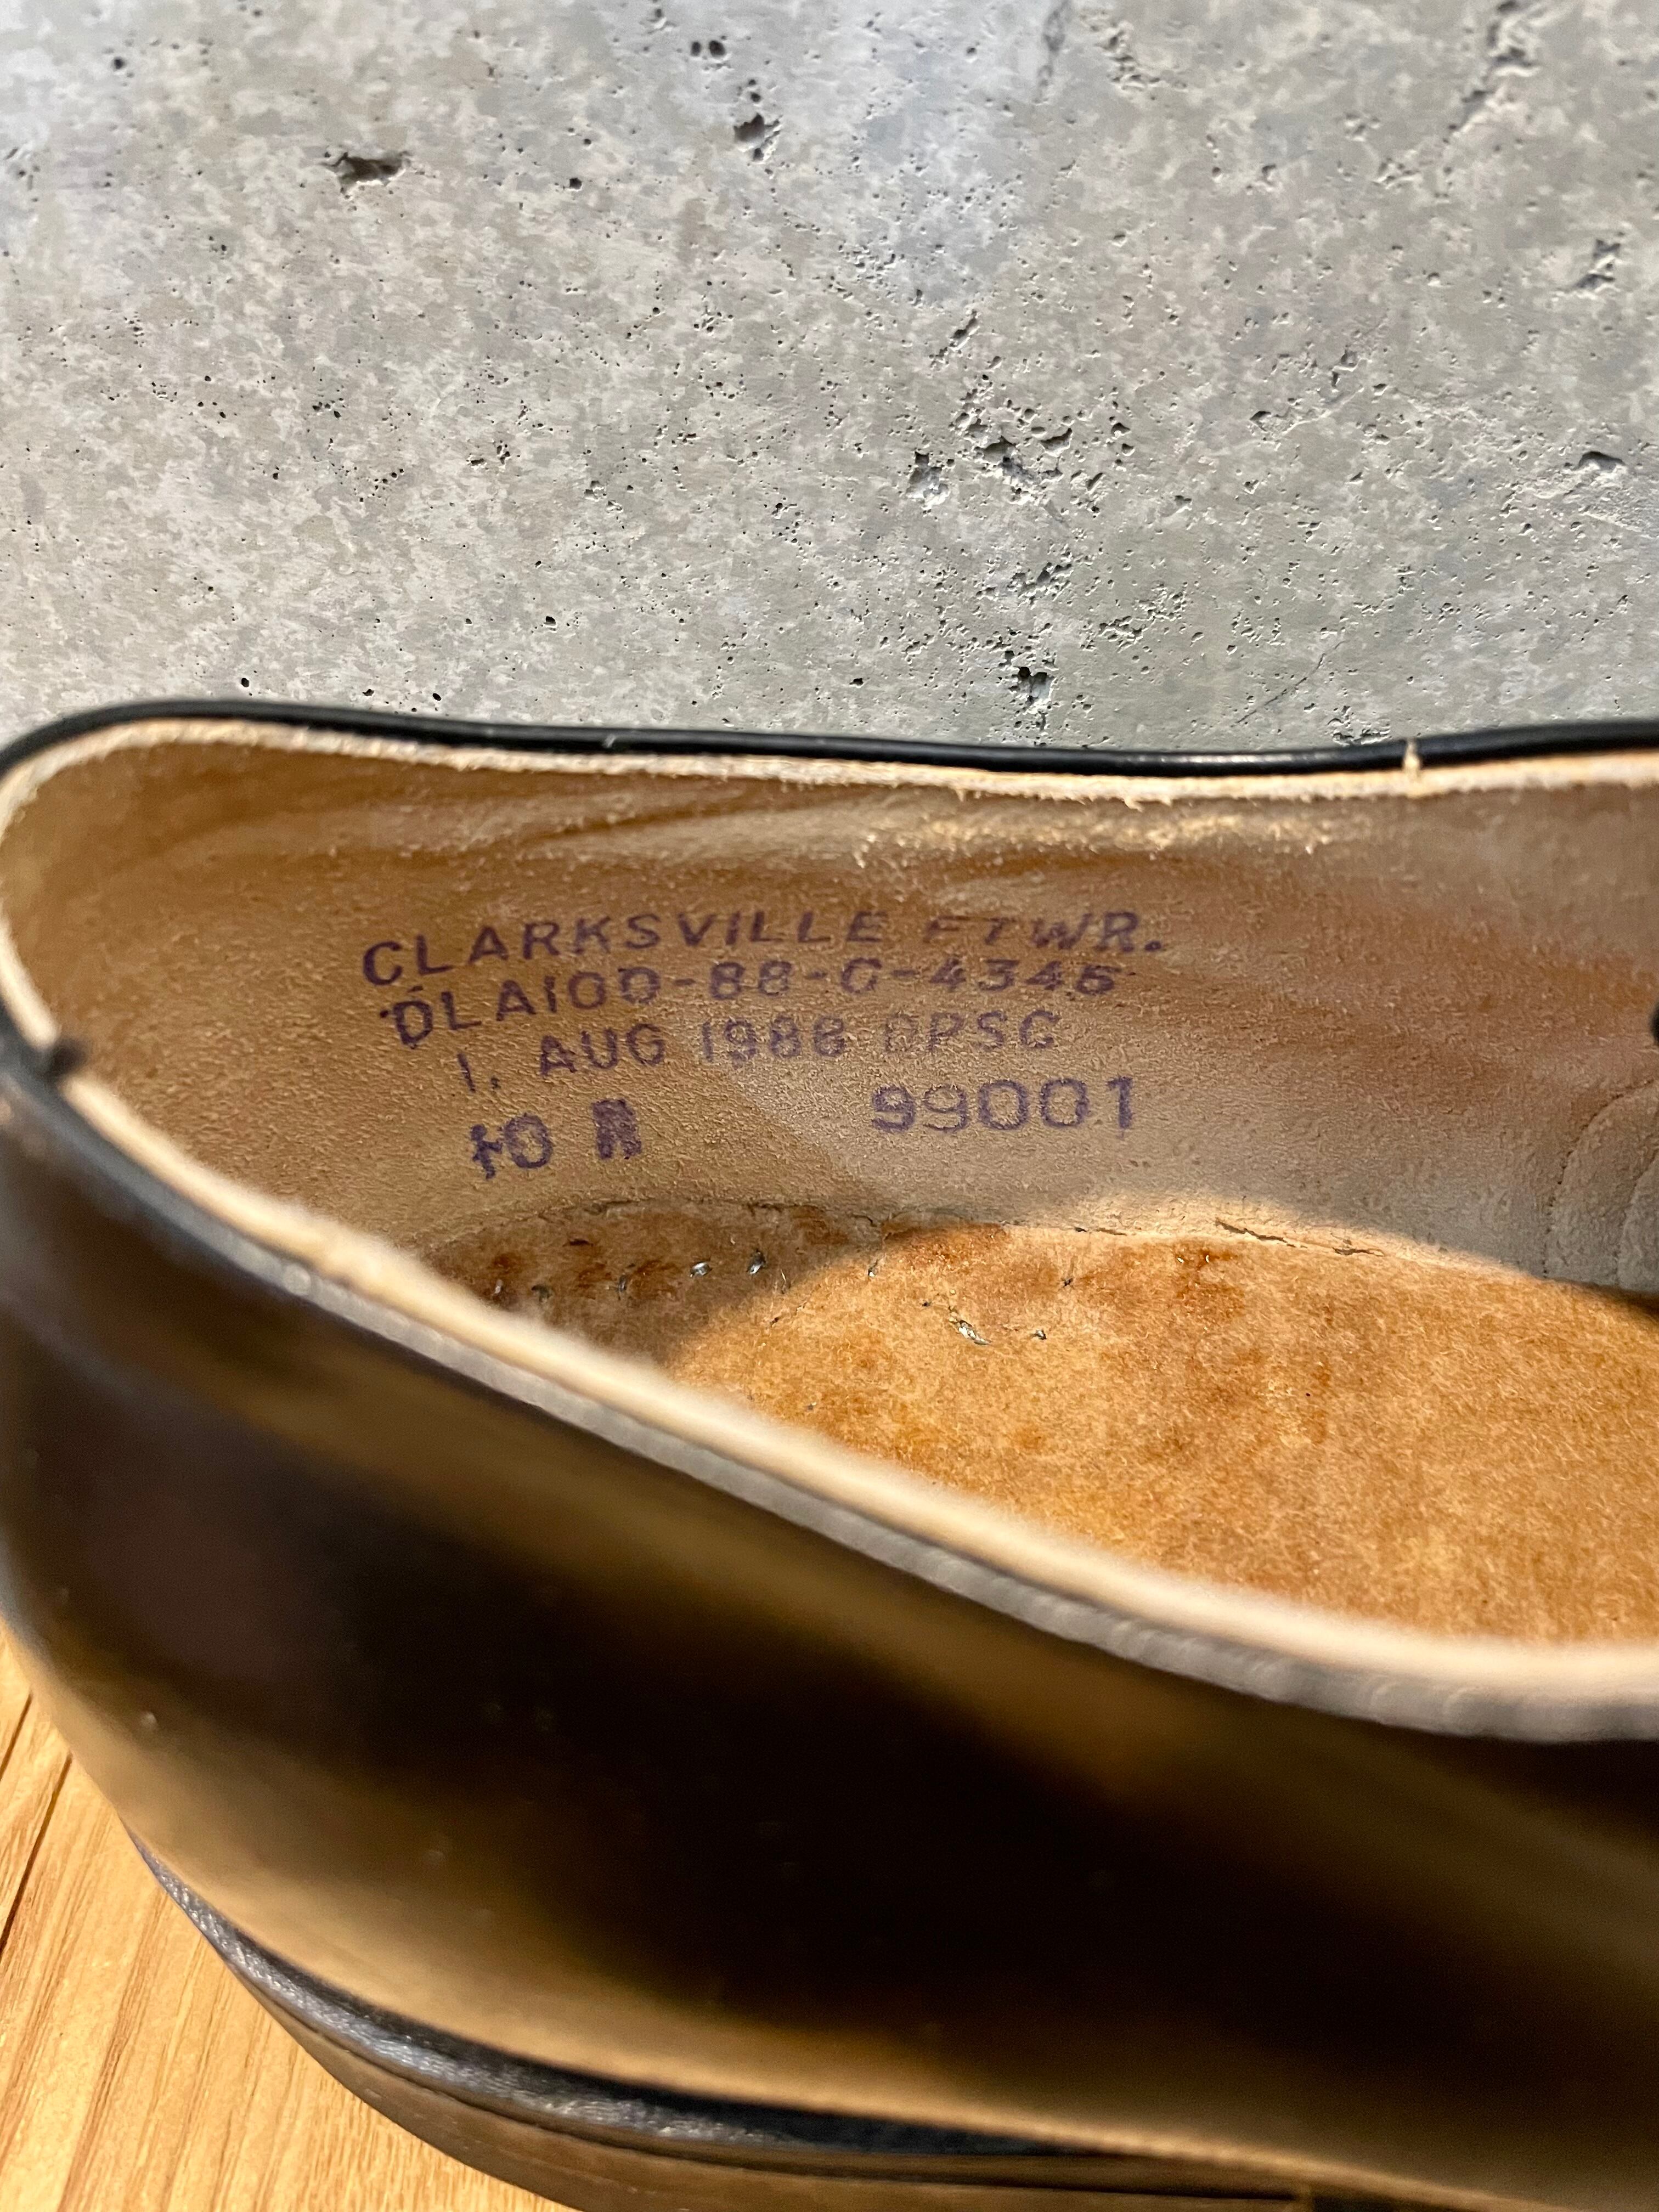 CLARKSVILLE FTWR.
DLA100-88-C-4345
1. AUG 1988 DPSC
10 R 99001